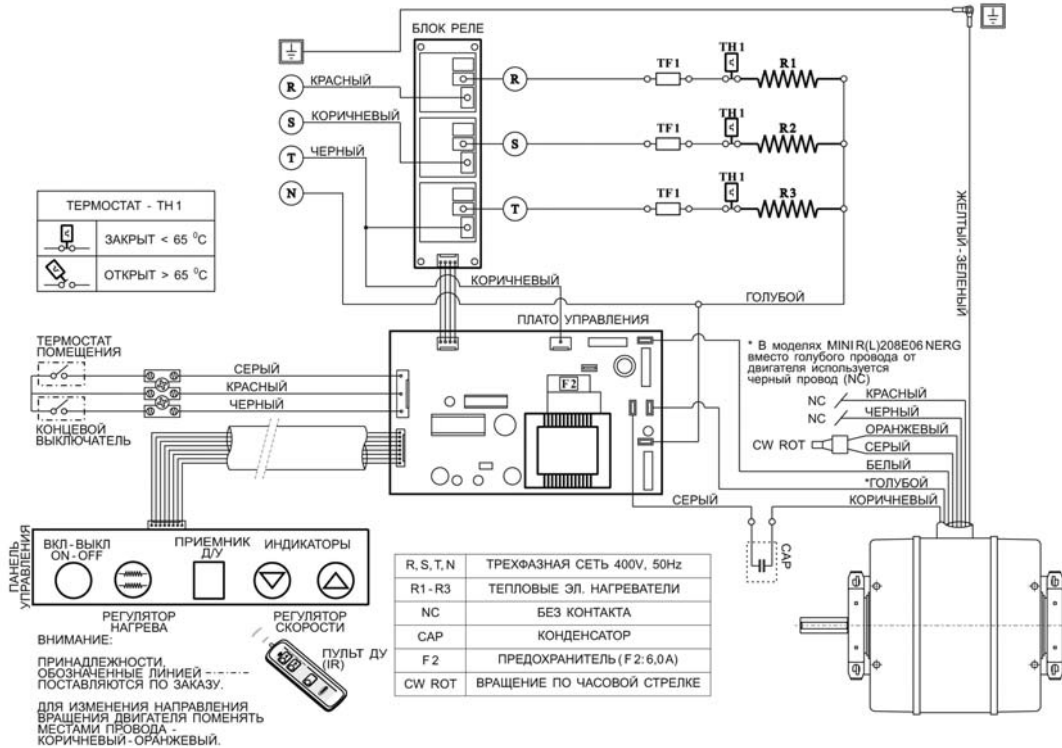 БЛОК РЕЛЕ
R КРАСНЫЙ
S КОРИЧНЕВЫЙ
T ЧЕРНЫЙ
N
R TF1 TH1 R1
S TF1 TH1 R2
T TF1 TH1 R3
ТЕРМОСТАТ - TH1
ЗАКРЫТ < 65 ⁰C
ОТКРЫТ > 65 ⁰C
КОРИЧНЕВЫЙ
ГОЛУБОЙ
ПЛАТО УПРАВЛЕНИЯ
F2
ЖЕЛТЫЙ-ЗЕЛЕНЫЙ
ТЕРМОСТАТ
ПОМЕЩЕНИЯ
СЕРЫЙ
КРАСНЫЙ
ЧЕРНЫЙ
КОНЦЕВОЙ
ВЫКЛЮЧАТЕЛЬ
* В моделях MINI R(L)208E06 NERG
вместо голубого провода от
двигателя используется
черный провод (NC)
NC КРАСНЫЙ
NC ЧЕРНЫЙ
ОРАНЖЕВЫЙ
CW ROT СЕРЫЙ
БЕЛЫЙ
*ГОЛУБОЙ
СЕРЫЙ КОРИЧНЕВЫЙ
CAP
ПАНЕЛЬ
УПРАВЛЕНИЯ
ВКЛ-ВЫКЛ
ON-OFF
ПРИЕМНИК
Д/У
ИНДИКАТОРЫ
РЕГУЛЯТОР
НАГРЕВА
РЕГУЛЯТОР
СКОРОСТИ
ПУЛЬТ ДУ
(IR)
ВНИМАНИЕ:
ПРИНАДЛЕЖНОСТИ,
ОБОЗНАЧЕННЫЕ ЛИНИЕЙ
ПОСТАВЛЯЮТСЯ ПО ЗАКАЗУ.
ДЛЯ ИЗМЕНЕНИЯ НАПРАВЛЕНИЯ
ВРАЩЕНИЯ ДВИГАТЕЛЯ ПОМЕНЯТЬ
МЕСТАМИ ПРОВОДА -
КОРИЧНЕВЫЙ-ОРАНЖЕВЫЙ.
R, S, T, N ТРЕХФАЗНАЯ СЕТЬ 400V, 50Hz
R1-R3 ТЕПЛОВЫЕ ЭЛ. НАГРЕВАТЕЛИ
NC БЕЗ КОНТАКТА
CAP КОНДЕНСАТОР
F2 ПРЕДОХРАНИТЕЛЬ (F2:6,0A)
CW ROT ВРАЩЕНИЕ ПО ЧАСОВОЙ СТРЕЛКЕ